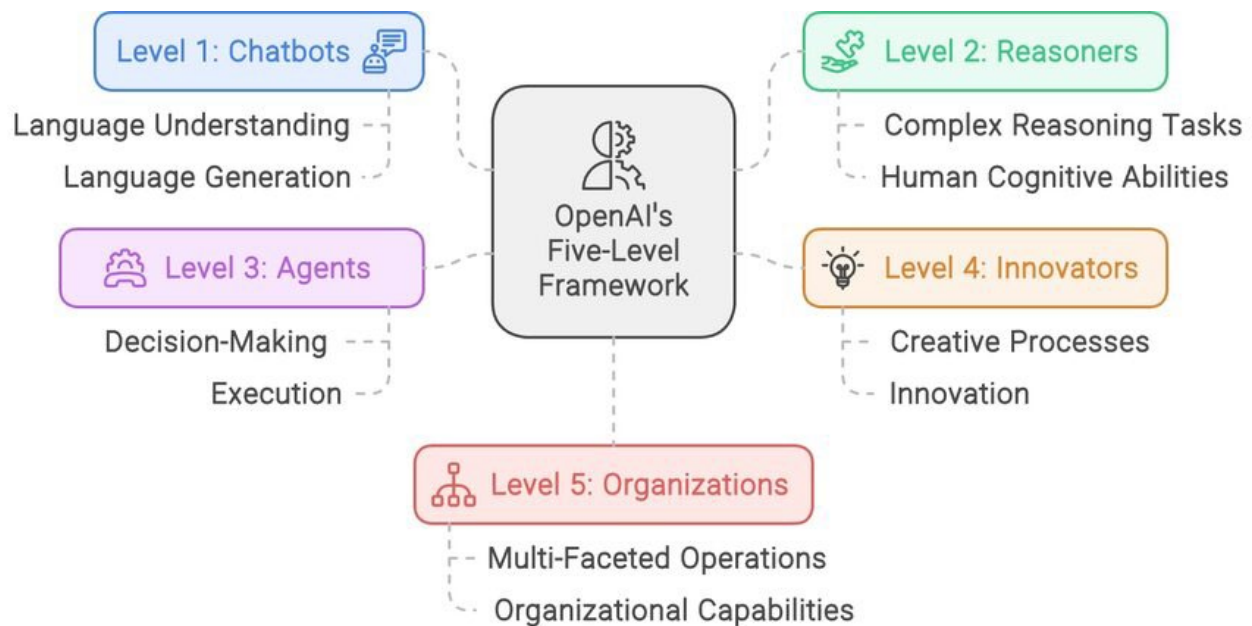 Level 1: Chatbots
Language Understanding
Language Generation
Level 2: Reasoners
Complex Reasoning Tasks
Human Cognitive Abilities
OpenAI's
Five-Level
Framework
Level 3: Agents
Decision-Making
Execution
Level 4: Innovators
Creative Processes
Innovation
Level 5: Organizations
Multi-Faceted Operations
Organizational Capabilities